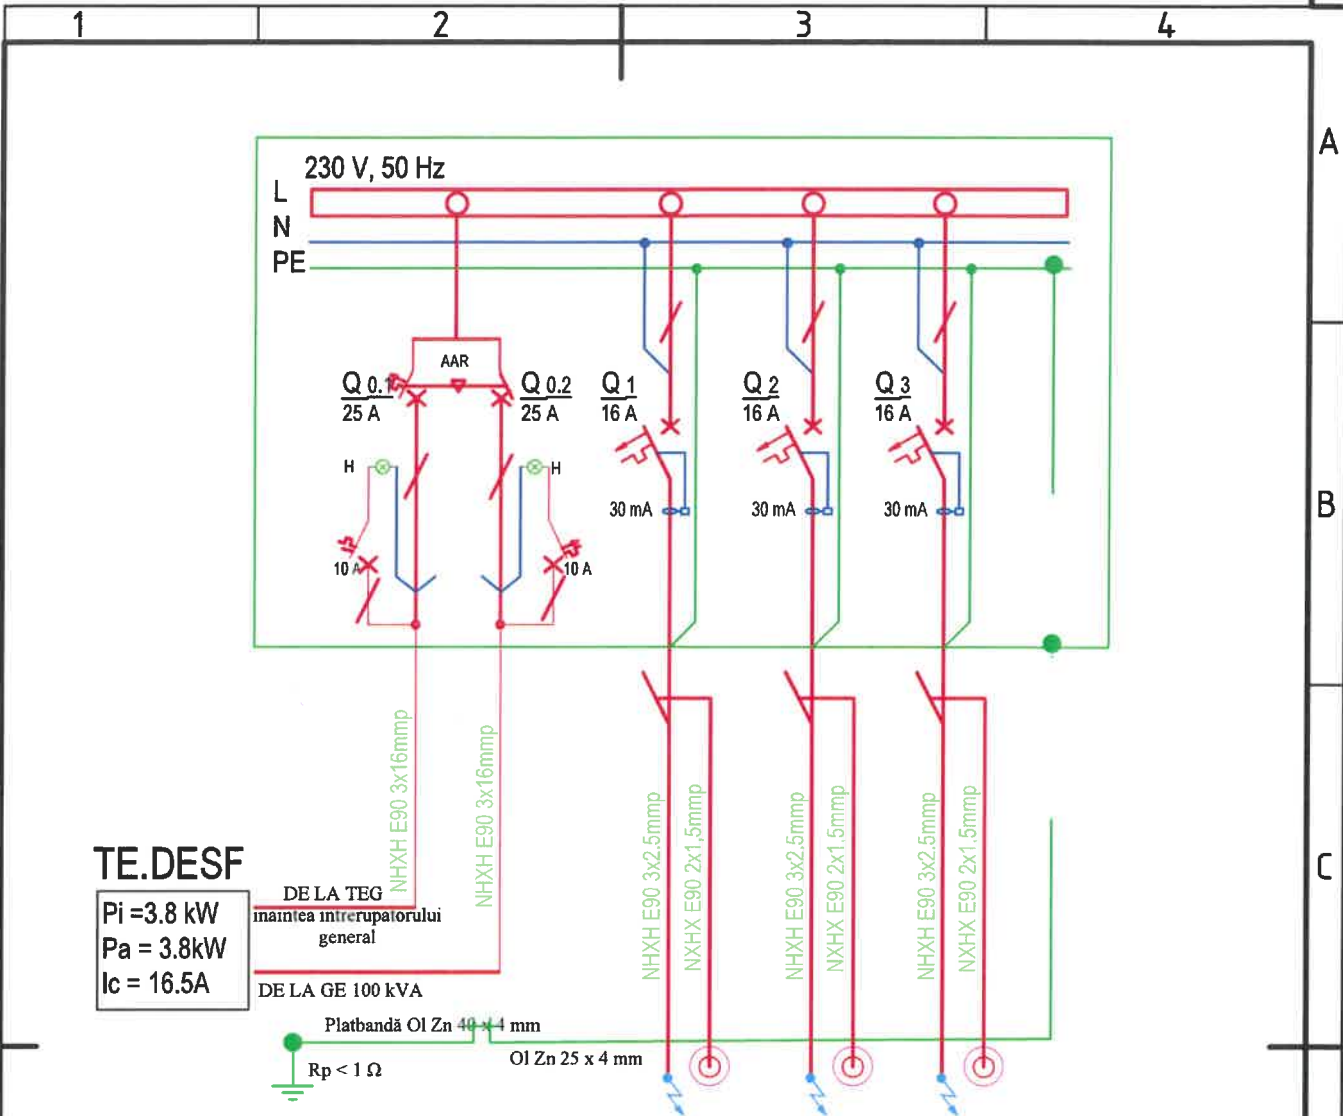 1 2 3 4
A
230 V, 50 Hz
L
N
PE
AAR
Q 0.1
25 A
Q 0.2
25 A
Q 1
16 A
Q 2
16 A
Q 3
16 A
H
H
B
30 mA
30 mA
30 mA
10 A
10 A
NHXH E90 3x16mmp
NHXH E90 3x16mmp
NHXH E90 3x2.5mmp
NXHX E90 2x1,5mmp
NHXH E90 3x2.5mmp
NXHX E90 2x1.5mmp
NHXH E90 3x2.5mmp
NXHX E90 2x1.5mmp
C
TE.DESF
Pi =3.8 kW
Pa = 3.8kW
Ic = 16.5A
DE LA TEG
inaintea intrerupatorului
general
DE LA GE 100 kVA
Platbandă Ol Zn 40 x 4 mm
Ol Zn 25 x 4 mm
Rp < 1 Ω